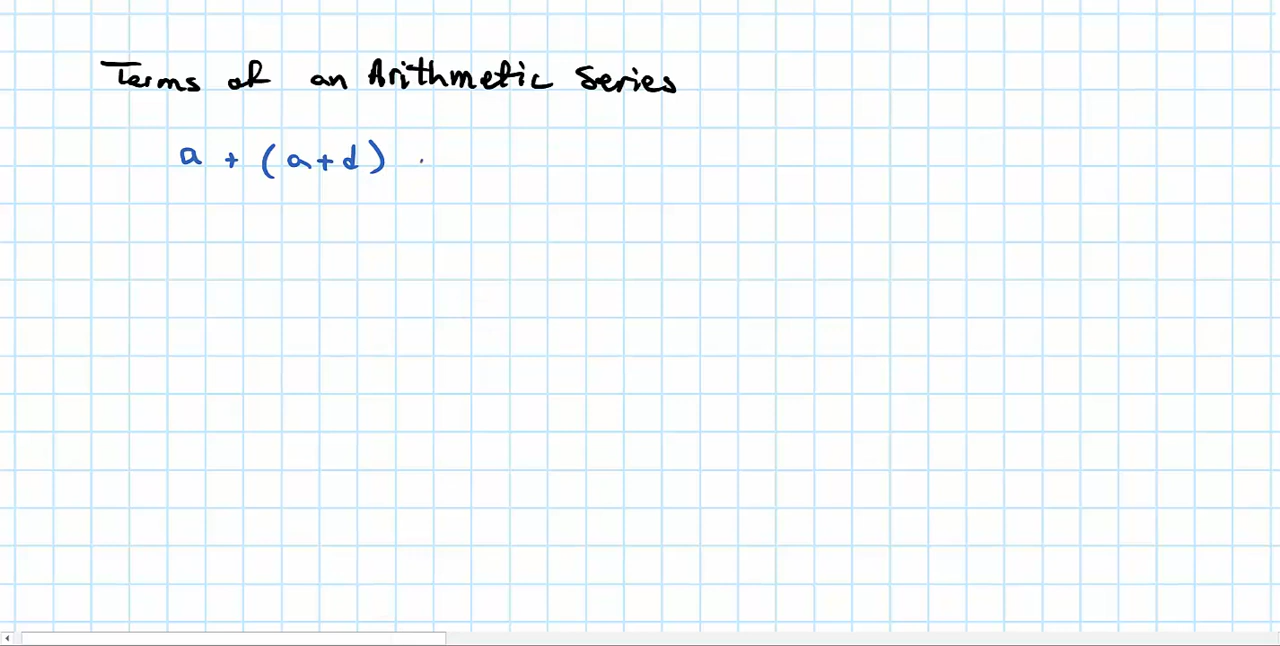 Terms of an Arithmetic Series
a + (a+d)